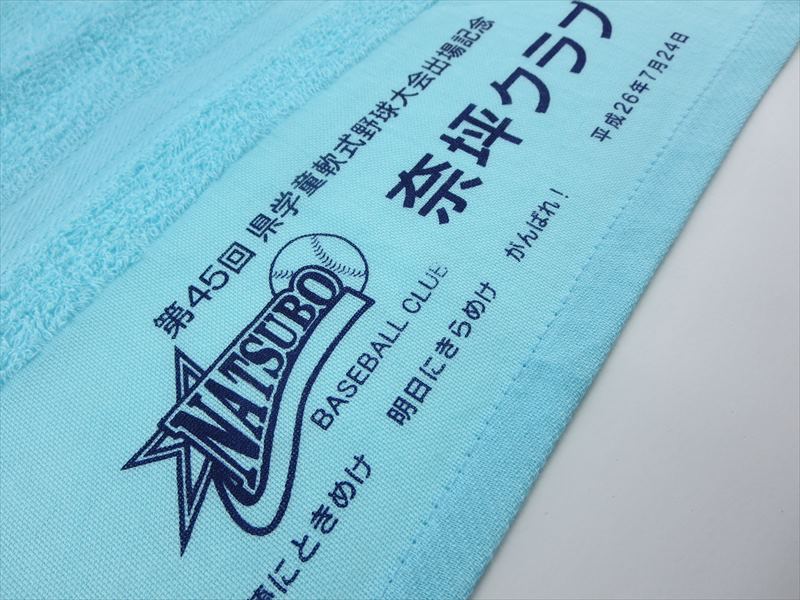 第45回 県学童軟式野球大会出場記念
奈坪クラブ
平成26年7月24日
NATSUBO
BASEBALL CLUB
にときめけ 明日にきらめけ がんばれ！